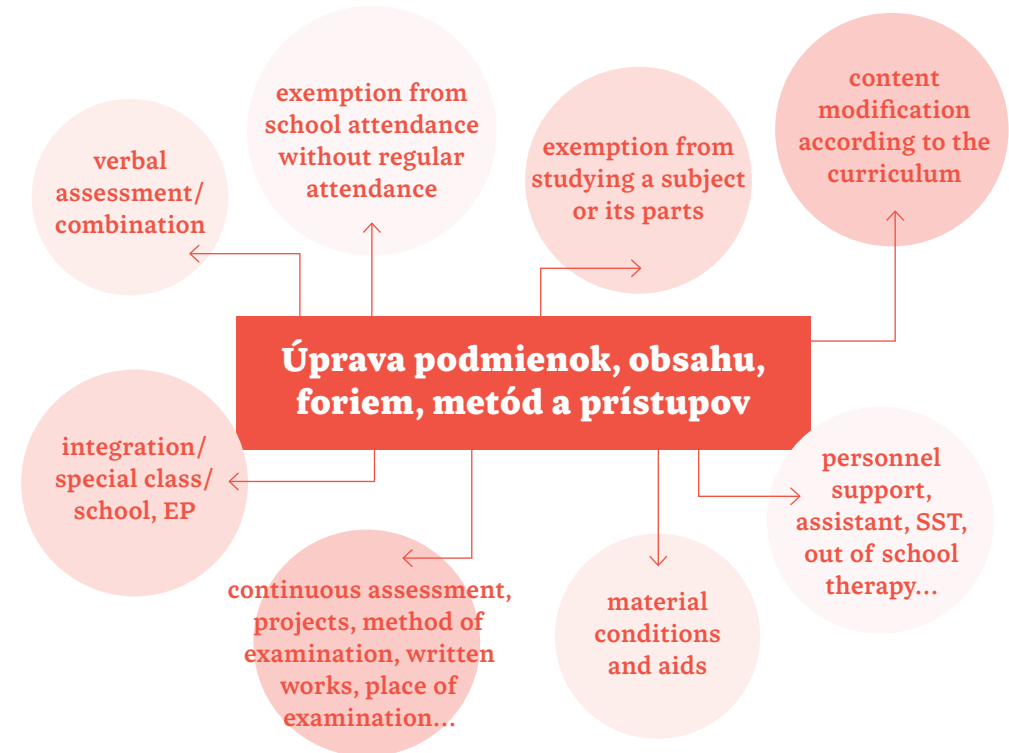 verbal
assessment/
combination
exemption from
school attendance
without regular
attendance
exemption from
studying a subject
or its parts
content
modification
according to the
curriculum
Úprava podmienok, obsahu,
foriem, metód a prístupov
integration/
special class/
school, EP
continuous assessment,
projects, method of
examination, written
works, place of
examination...
material
conditions
and aids
personnel
support,
assistant, SST,
out of school
therapy...